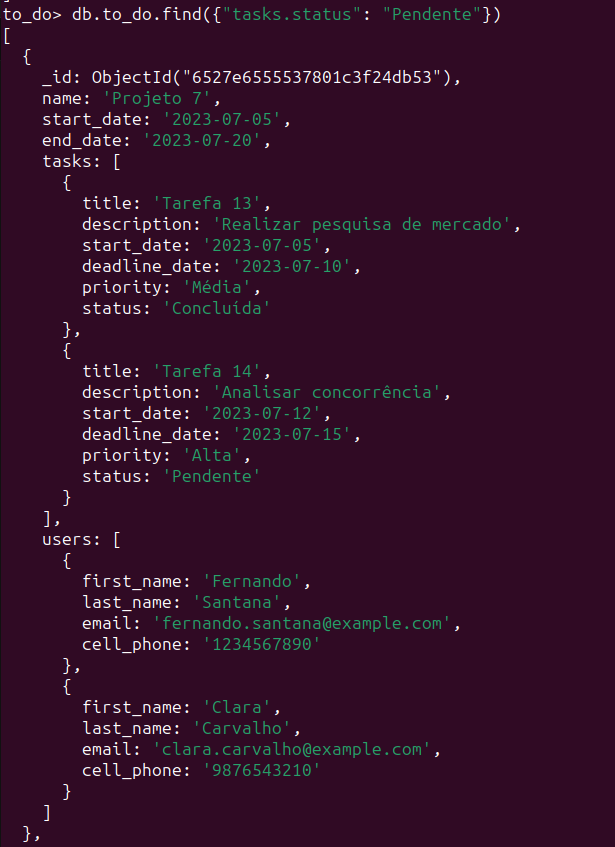 to_do> db.to_do.find({"tasks.status": "Pendente"})
[
  {
    _id: ObjectId("6527e6555537801c3f24db53"),
    name: 'Projeto 7',
    start_date: '2023-07-05',
    end_date: '2023-07-20',
    tasks: [
      {
        title: 'Tarefa 13',
        description: 'Realizar pesquisa de mercado',
        start_date: '2023-07-05',
        deadline_date: '2023-07-10',
        priority: 'Média',
        status: 'Concluída'
      },
      {
        title: 'Tarefa 14',
        description: 'Analisar concorrência',
        start_date: '2023-07-12',
        deadline_date: '2023-07-15',
        priority: 'Alta',
        status: 'Pendente'
      }
    ],
    users: [
      {
        first_name: 'Fernando',
        last_name: 'Santana',
        email: 'fernando.santana@example.com',
        cell_phone: '1234567890'
      },
      {
        first_name: 'Clara',
        last_name: 'Carvalho',
        email: 'clara.carvalho@example.com',
        cell_phone: '9876543210'
      }
    ]
  },